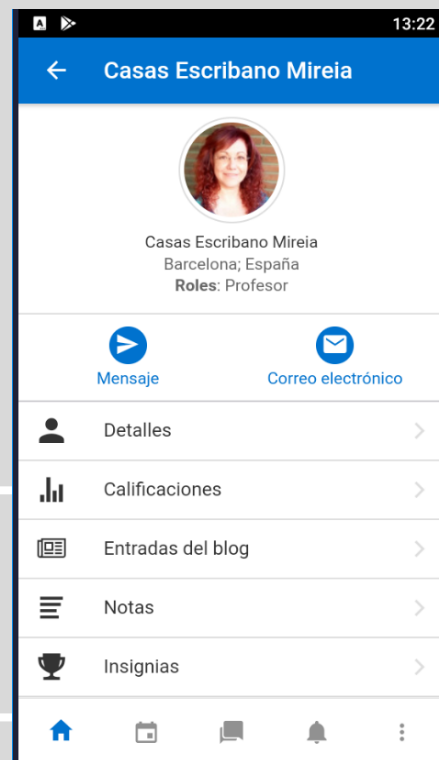 A
13:22
Casas Escribano Mireia
Casas Escribano Mireia
Barcelona; España
Roles: Profesor
Mensaje
Correo electrónico
Detalles
Calificaciones
Entradas del blog
Notas
Insignias